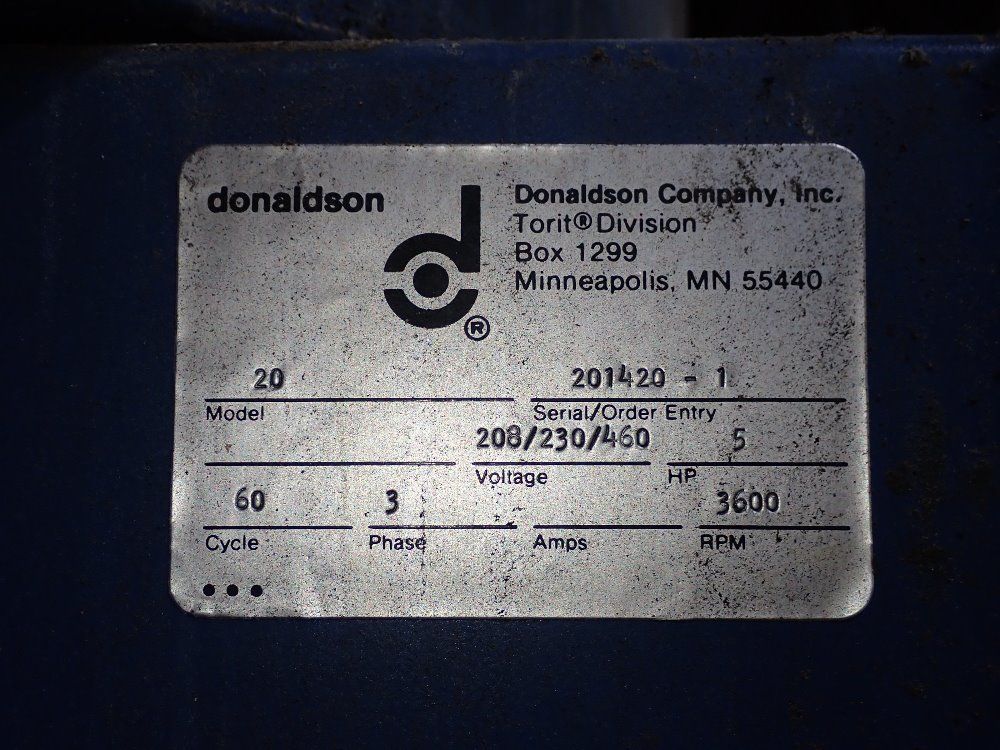 donaldson
Donaldson Company, Inc.
Torit® Division
Box 1299
Minneapolis, MN 55440
d
®
20 201420 - 1
Model Serial/Order Entry
208/230/460 5
Voltage HP
60 3 3600
Cycle Phase Amps RPM